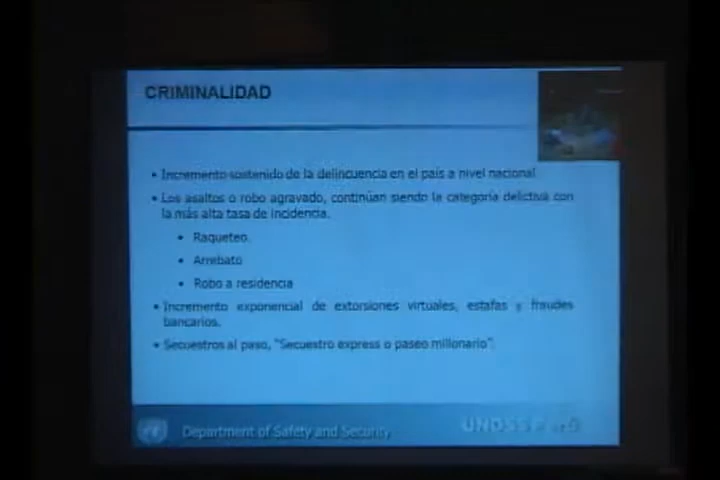 CRIMINALIDAD
• Incremento sostenido de la delincuencia en el país a nivel nacional
• Los asaltos o robo agravado, continúan siendo la categoría delictiva con
la más alta tasa de incidencia.
• Raqueteo.
• Arrebato
• Robo a residencia
• Incremento exponencial de extorsiones virtuales, estafas y fraudes
bancarios.
• Secuestros al paso, "Secuestro express o paseo millonario".
Department of Safety and Security
UNDSS